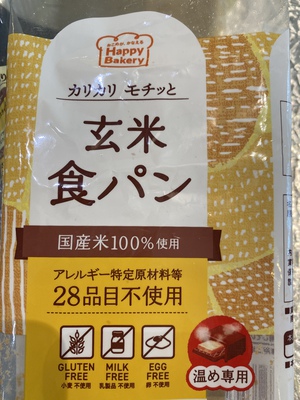 Happy
Bakery
カリカリ モチッと
玄米
食パン
国産米100%使用
アレルギー特定原材料等
28品目不使用
GLUTEN
FREE
小麦 不使用
MILK
FREE
乳製品 不使用
EGG
FREE
卵 不使用
温め専用